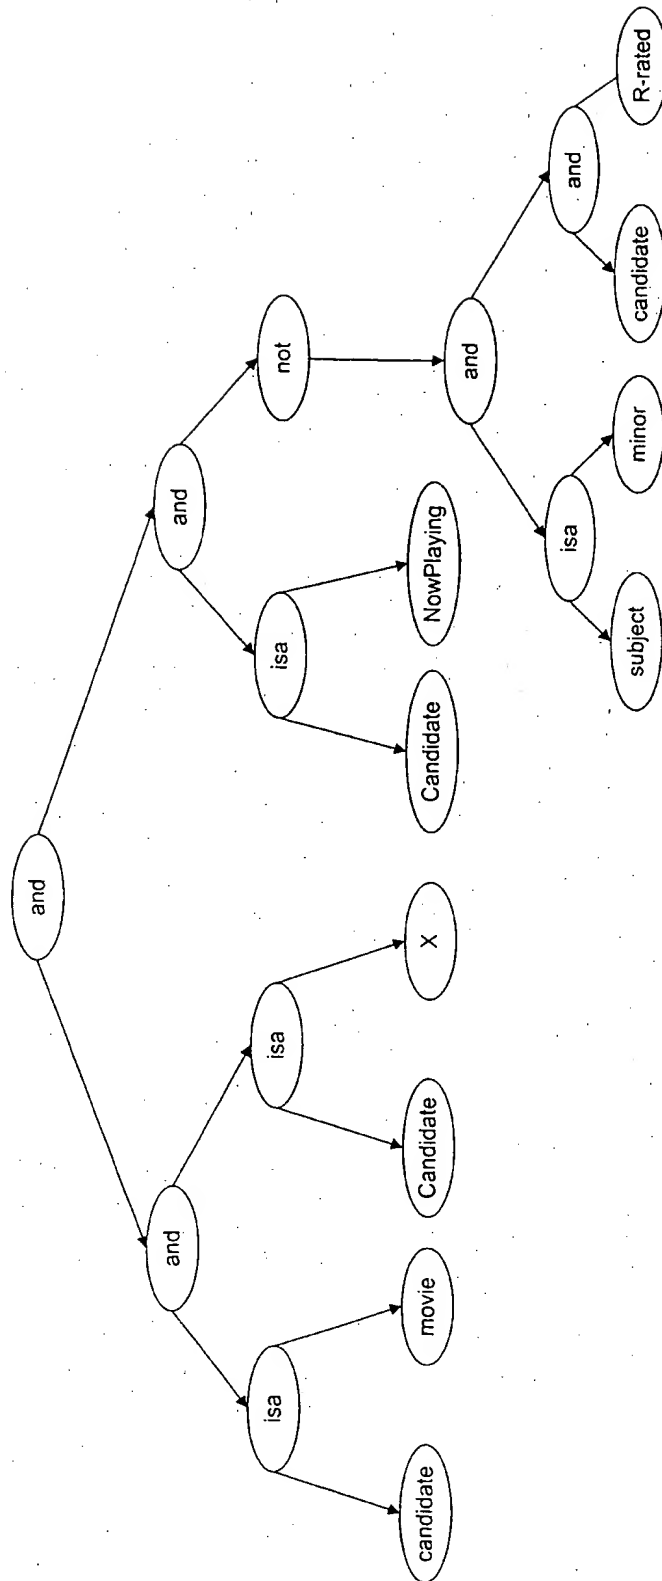 and
and
and
isa
isa
isa
not
candidate
movie
Candidate
X
Candidate
NowPlaying
and
isa
and
subject
minor
candidate
R-rated